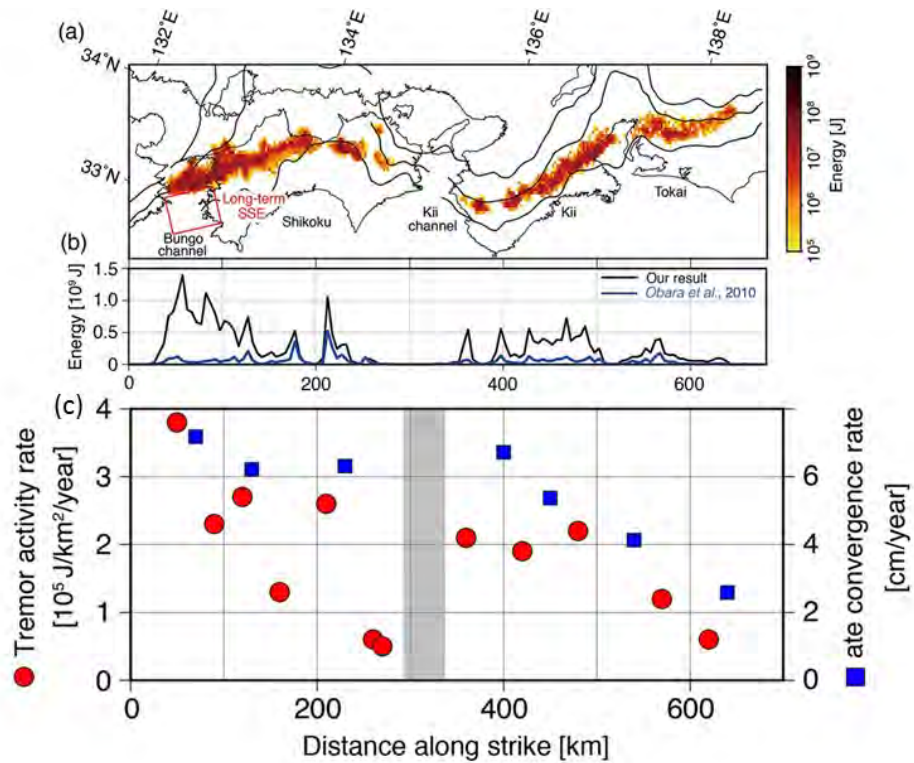 (a)
132°E
134°E
136°E
138°E
34°N
33°N
Long-term
SSE
Bungo
channel
Shikoku
Kii
channel
Kii
Tokai
10⁹
10⁸
10⁷
10⁶
10⁵
Energy [J]
(b)
Energy [10⁹ J]
1.5
1.0
0.5
0
Our result
Obara et al., 2010
0
200
400
600
(c)
Tremor activity rate
[10⁵ J/km²/year]
4
3
2
1
0
6
4
2
0
ate convergence rate
[cm/year]
0
200
400
600
Distance along strike [km]